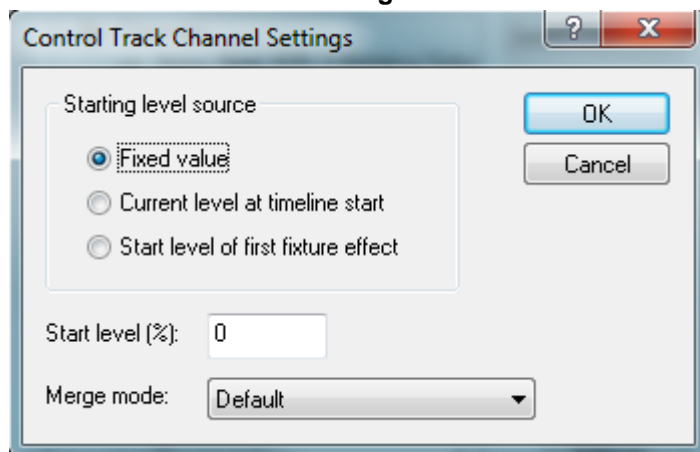 Control Track Channel Settings
?
X
Starting level source
OK
Fixed value
Cancel
Current level at timeline start
Start level of first fixture effect
Start level (%): 0
Merge mode: Default